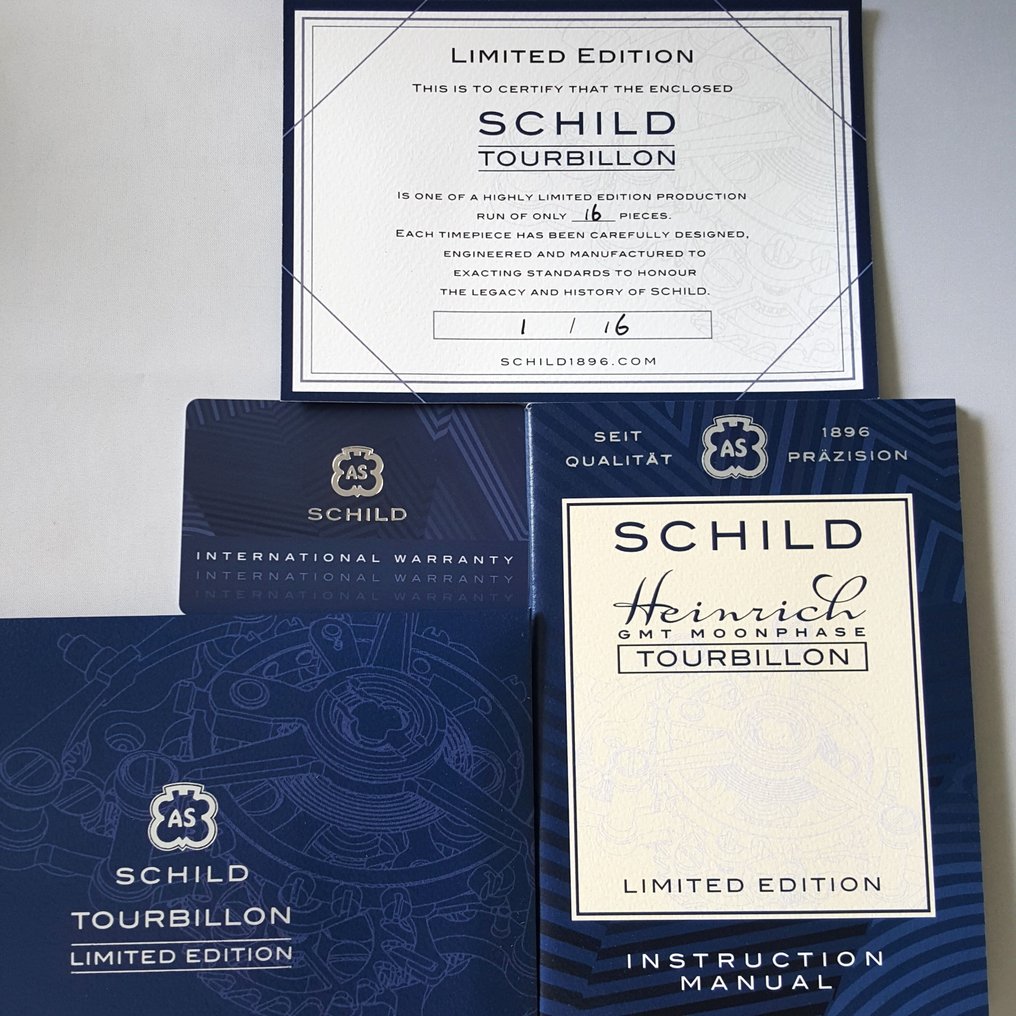 LIMITED EDITION
THIS IS TO CERTIFY THAT THE ENCLOSED
SCHILD
TOURBILLON
IS ONE OF A HIGHLY LIMITED EDITION PRODUCTION
RUN OF ONLY 16 PIECES.
EACH TIMEPIECE HAS BEEN CAREFULLY DESIGNED,
ENGINEERED AND MANUFACTURED TO
EXACTING STANDARDS TO HONOUR
THE LEGACY AND HISTORY OF SCHILD.
1 / 16
SCHILD1896.COM
AS
SCHILD
INTERNATIONAL WARRANTY
INTERNATIONAL WARRANTY
INTERNATIONAL WARRANTY
SEIT AS 1896
QUALITÄT PRÄZISION
SCHILD
Heinrich
GMT MOONPHASE
TOURBILLON
LIMITED EDITION
INSTRUCTION
MANUAL
AS
SCHILD
TOURBILLON
LIMITED EDITION